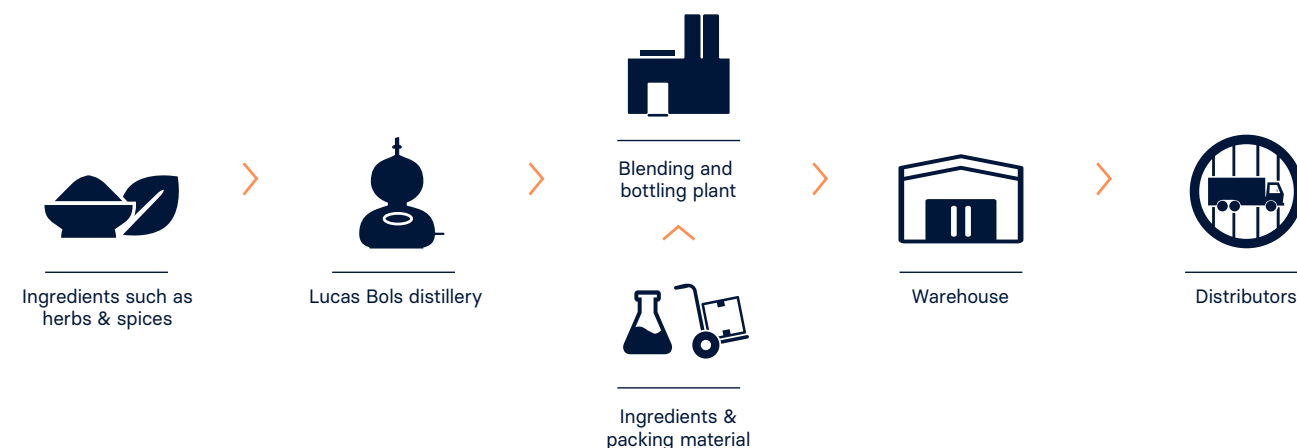 Ingredients such as
herbs & spices
Lucas Bols distillery
Blending and
bottling plant
Ingredients &
packing material
Warehouse
Distributors